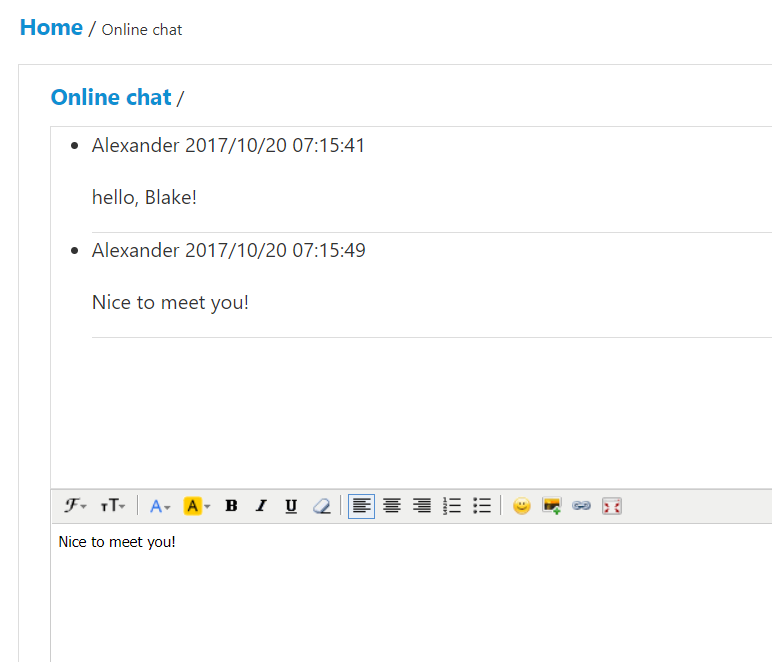 Home / Online chat
Online chat /
Alexander 2017/10/20 07:15:41
hello, Blake!
Alexander 2017/10/20 07:15:49
Nice to meet you!
F TT A A B I U
Nice to meet you!